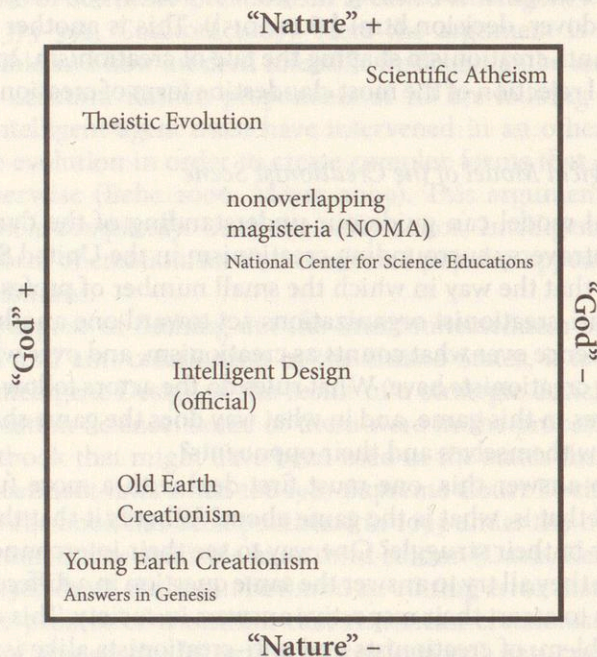 “Nature” +
Scientific Atheism
Theistic Evolution
nonoverlapping
magisteria (NOMA)
National Center for Science Educations
“God” +
“God” –
Intelligent Design
(official)
Old Earth
Creationism
Young Earth Creationism
Answers in Genesis
“Nature” –